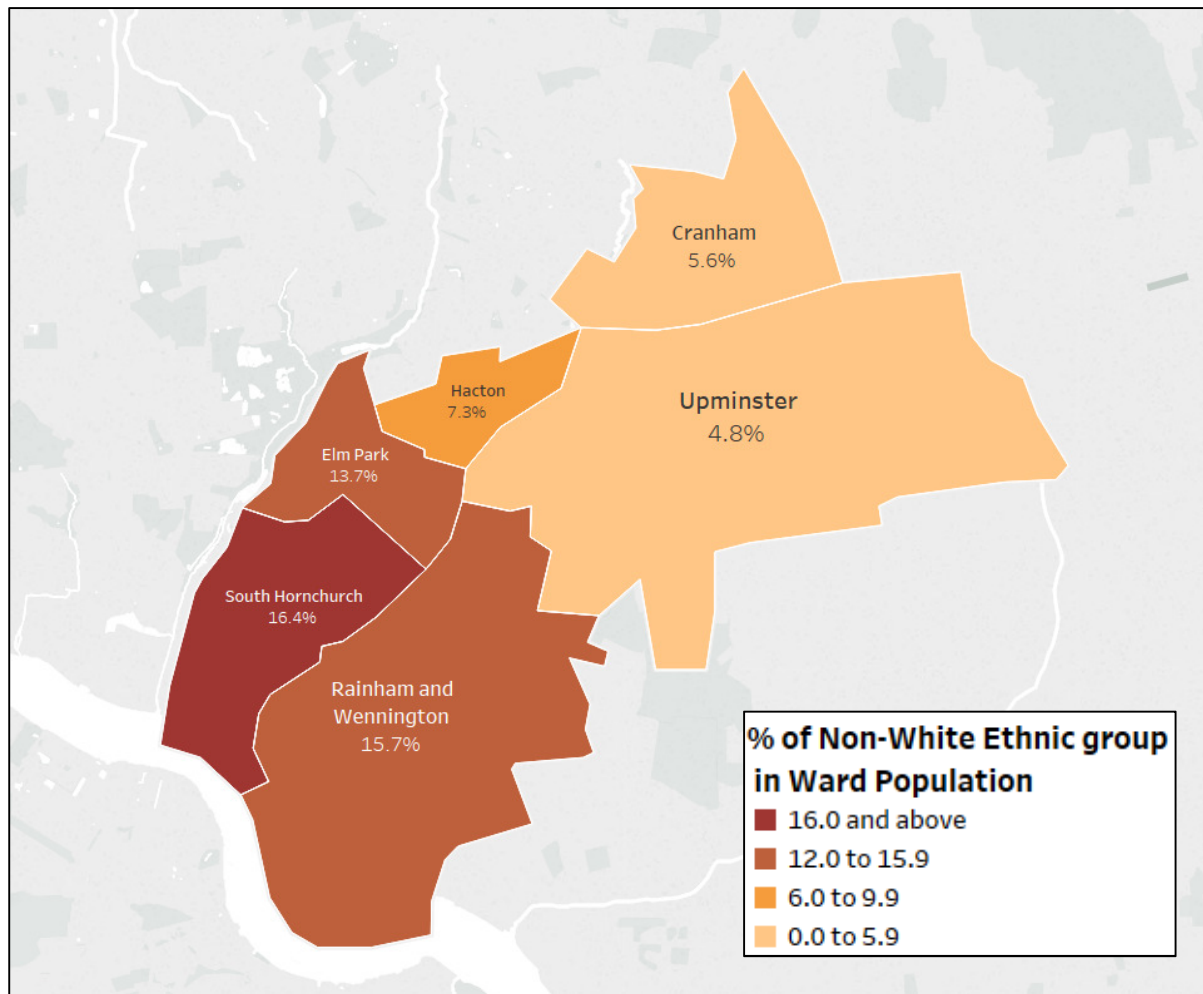 Cranham
5.6%
Hacton
7.3%
Upminster
4.8%
Elm Park
13.7%
South Hornchurch
16.4%
Rainham and
Wennington
15.7%
% of Non-White Ethnic group
in Ward Population
16.0 and above
12.0 to 15.9
6.0 to 9.9
0.0 to 5.9